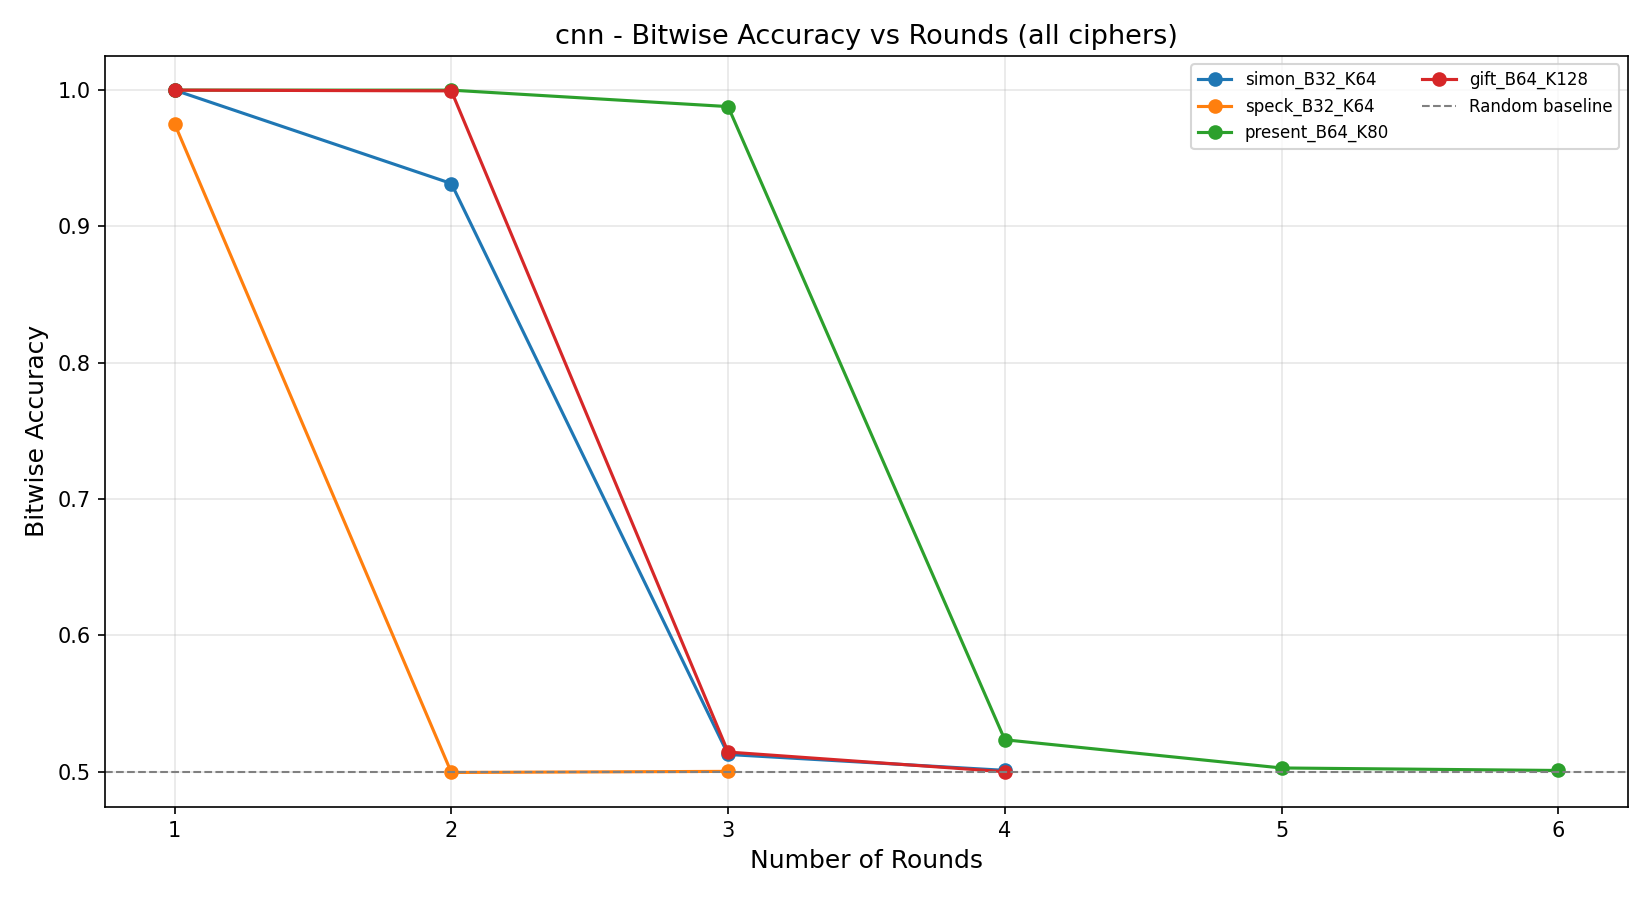 cnn - Bitwise Accuracy vs Rounds (all ciphers)
simon_B32_K64
speck_B32_K64
present_B64_K80
gift_B64_K128
Random baseline
Bitwise Accuracy
1.0
0.9
0.8
0.7
0.6
0.5
1 2 3 4 5 6
Number of Rounds